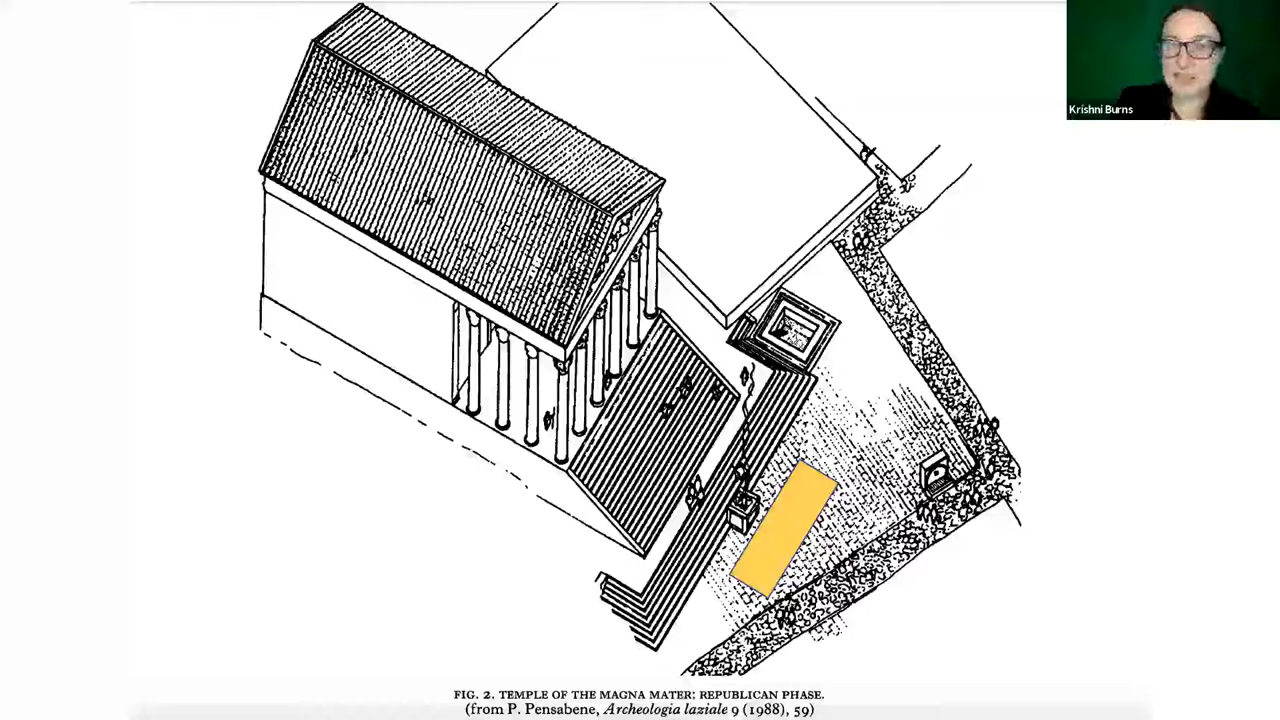 Krishni Burns
FIG. 2. TEMPLE OF THE MAGNA MATER: REPUBLICAN PHASE.
(from P. Pensabene, Archeologia laziale 9 (1988), 59)